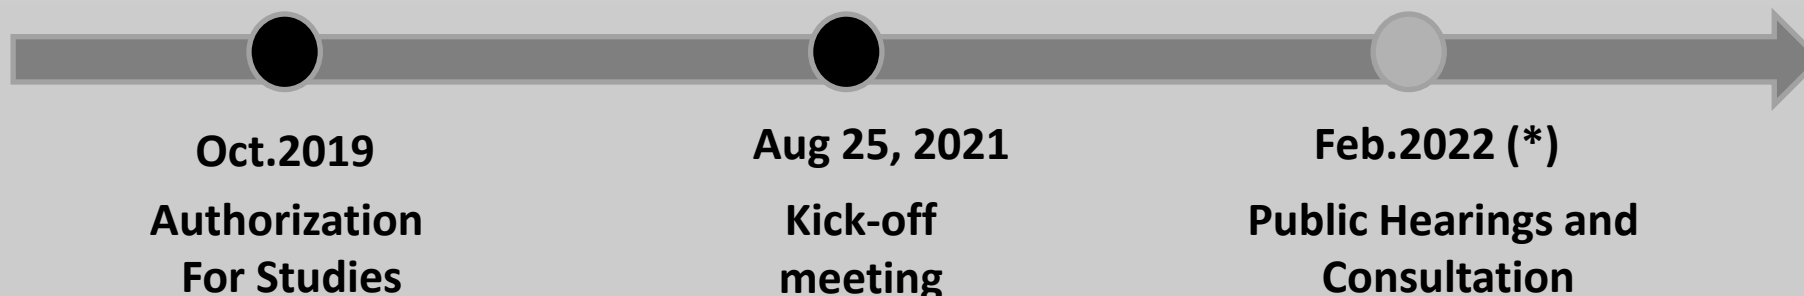 Oct.2019
Authorization
For Studies
Aug 25, 2021
Kick-off
meeting
Feb.2022 (*)
Public Hearings and
Consultation